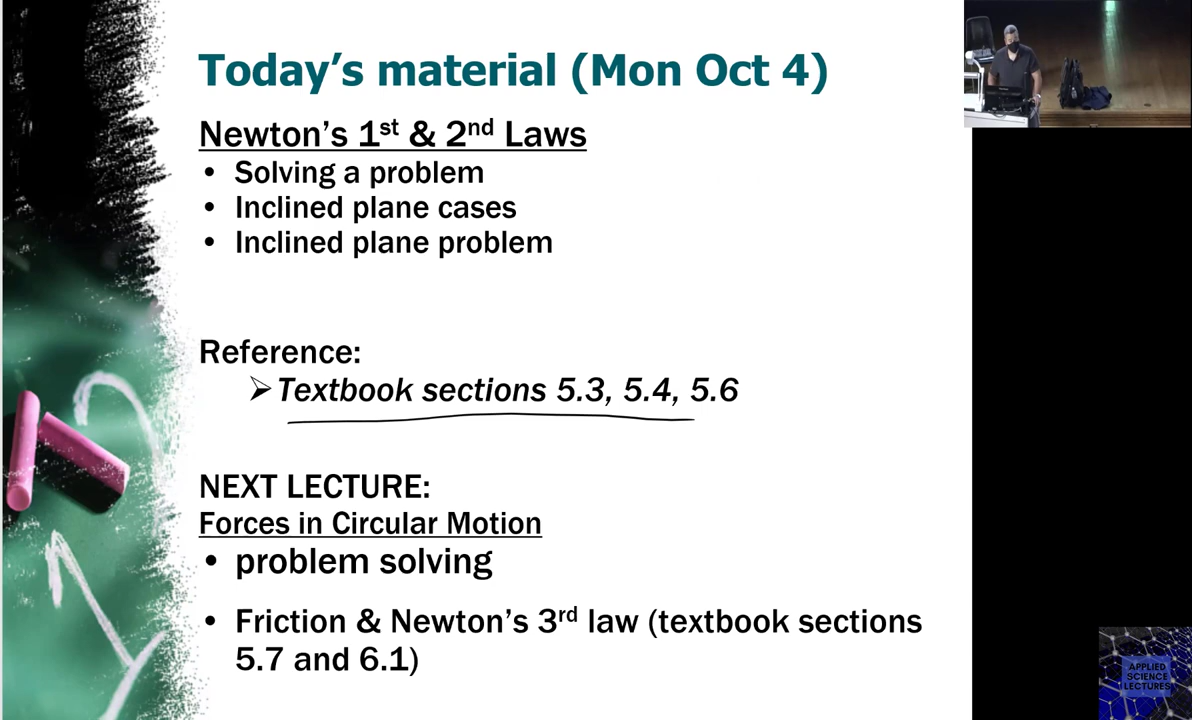 Today’s material (Mon Oct 4)
Newton’s 1st & 2nd Laws
• Solving a problem
• Inclined plane cases
• Inclined plane problem
Reference:
➢ Textbook sections 5.3, 5.4, 5.6
NEXT LECTURE:
Forces in Circular Motion
• problem solving
• Friction & Newton’s 3rd law (textbook sections
5.7 and 6.1)
APPLIED
SCIENCE
LECTURES